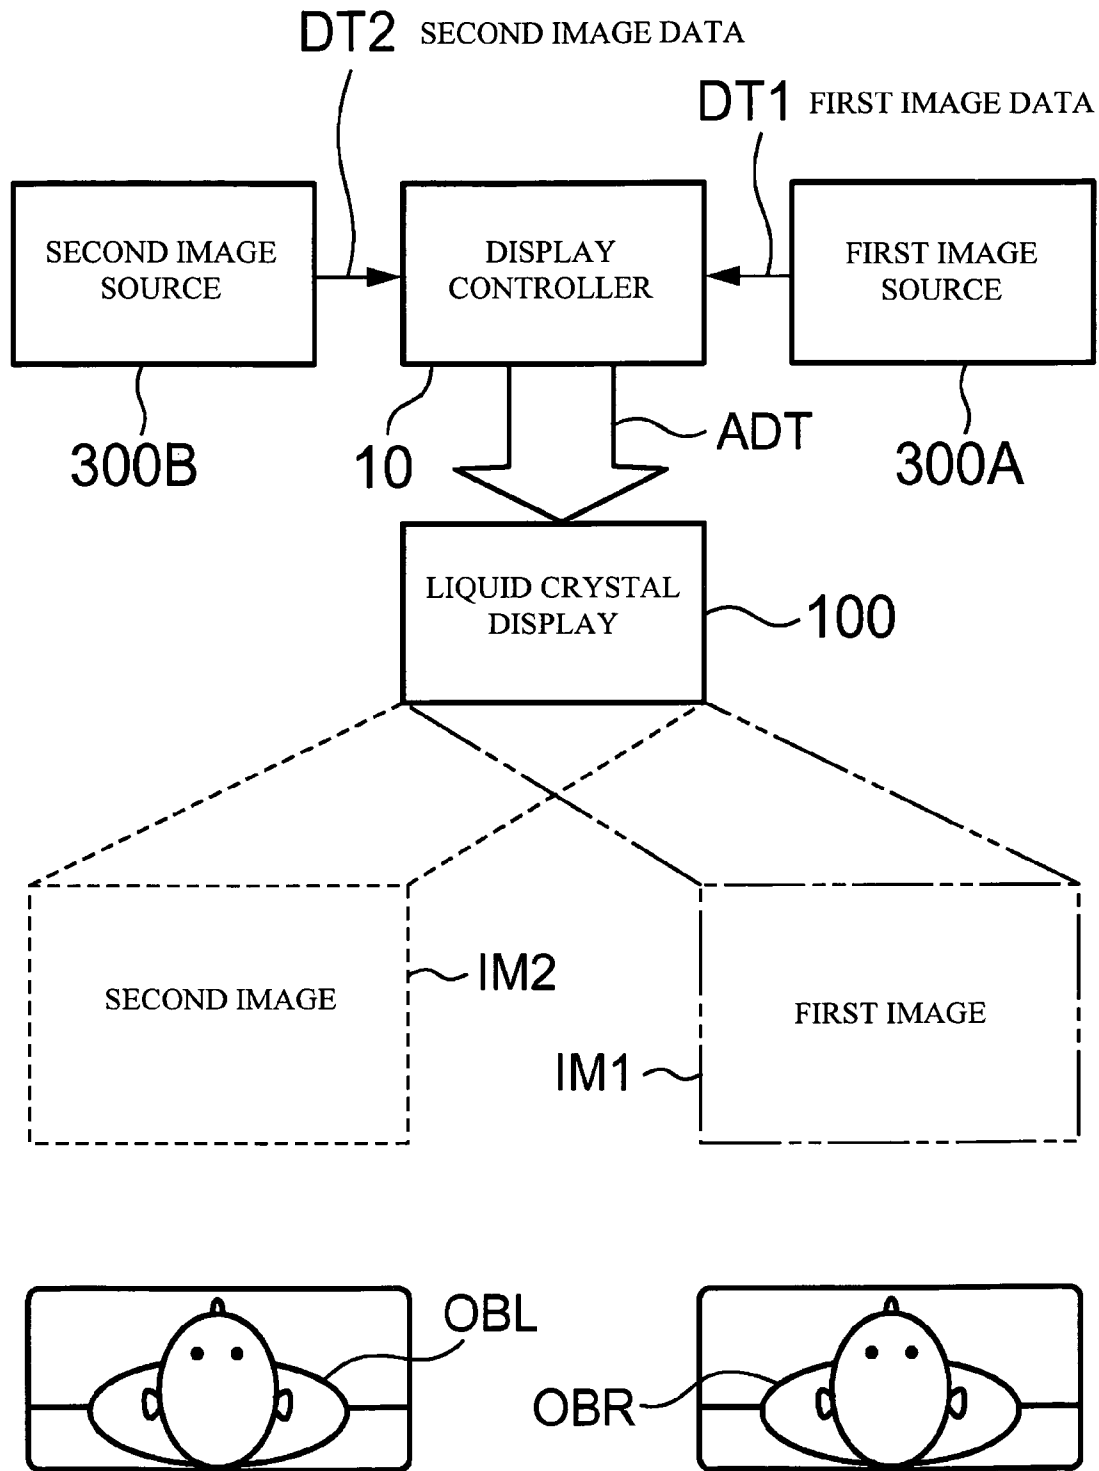 DT2 SECOND IMAGE DATA
DT1 FIRST IMAGE DATA
SECOND IMAGE
SOURCE
DISPLAY
CONTROLLER
FIRST IMAGE
SOURCE
300B
10
ADT
300A
LIQUID CRYSTAL
DISPLAY
100
SECOND IMAGE
IM2
FIRST IMAGE
IM1
OBL
OBR